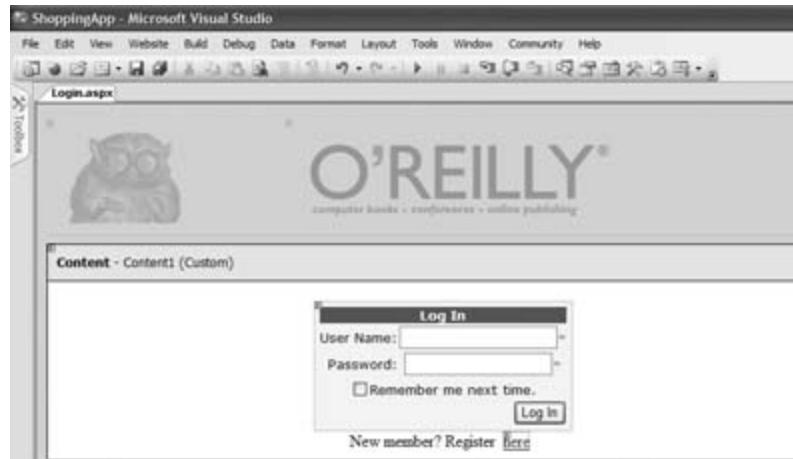 ShoppingApp - Microsoft Visual Studio
File Edit View Website Build Debug Data Format Layout Tools Window Community Help
Login.aspx
Toolbox
O'REILLY®
computer books • conferences • online publishing
Content - Content1 (Custom)
Log In
User Name:
Password:
Remember me next time.
Log In
New member? Register here